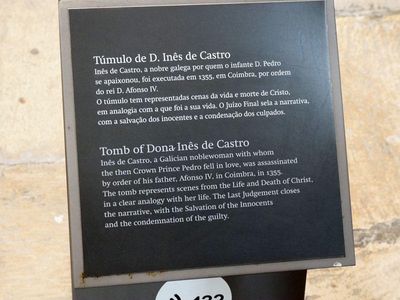 Túmulo de D. Inês de Castro
Inês de Castro, a nobre galega por quem o infante D. Pedro
se apaixonou, foi executada em 1355, em Coimbra, por ordem
do rei D. Afonso IV.
O túmulo tem representadas cenas da vida e morte de Cristo,
em analogia com a que foi a sua vida. O Juízo Final sela a narrativa,
com a salvação dos inocentes e a condenação dos culpados.
Tomb of Dona Inês de Castro
Inês de Castro, a Galician noblewoman with whom
the then Crown Prince Pedro fell in love, was assassinated
by order of his father, Afonso IV, in Coimbra, in 1355.
The tomb represents scenes from the Life and Death of Christ,
in a clear analogy with her life. The Last Judgement closes
the narrative, with the Salvation of the Innocents
and the condemnation of the guilty.